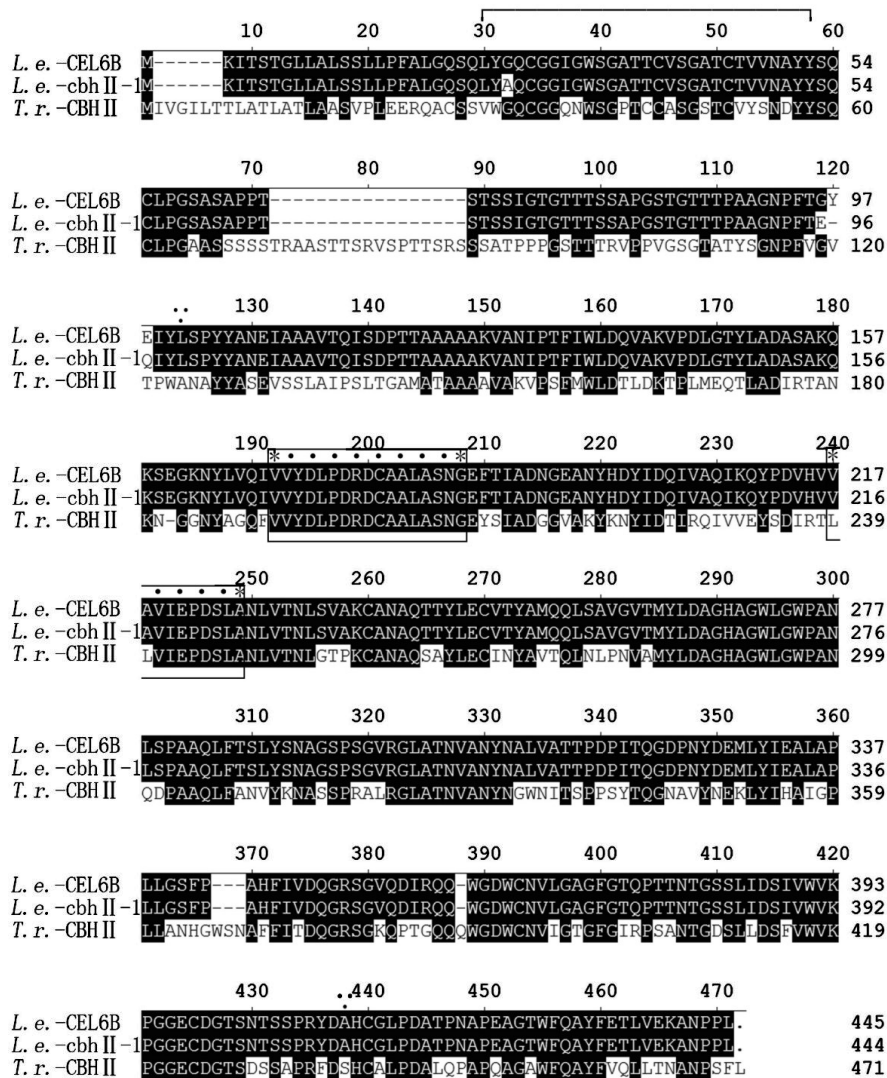 10 20 30 40 50 60
L.e.-CEL6B M------KITSTGLLALSSLLPFALGQSQLYGQCGGIGWSGATTCVSGATCTVVNAYYSQ 54
L.e.-cbhⅡ-1 M------KITSTGLLALSSLLPFALGQSQLYAQCGGIGWSGATTCVSGATCTVVNAYYSQ 54
T.r.-CBHⅡ MIVGILTTLATLATLAASVPLEERQACSSVWGQCGGQNWSGPTCCASGSTCVYSNDYYSQ 60
70 80 90 100 110 120
L.e.-CEL6B CLPGSASAPPT-----------------STSSIGTGTTTSSAPGSTGTTTPAAGNPFTGY 97
L.e.-cbhⅡ-1 CLPGSASAPPT-----------------STSSIGTGTTTSSAPGSTGTTTPAAGNPFTE- 96
T.r.-CBHⅡ CLPGAASSSSSTRAASTTSRVSPTTSRSSSATPPPGSTTTRVPPVGSGTATYSGNPFVGV 120
130 140 150 160 170 180
L.e.-CEL6B EIYLSPYYANEIAAAVTQISDPTTAAAAAKVANIPTFIWLDQVAKVPDLGTYLADASAKQ 157
L.e.-cbhⅡ-1 QIYLSPYYANEIAAAVTQISDPTTAAAAAKVANIPTFIWLDQVAKVPDLGTYLADASAKQ 156
T.r.-CBHⅡ TPWANAYYASEVSSLAIPSLTGAMATAAAAVAKVPSFMWLDTLDKTPLMEQTLADIRTAN 180
190 200 210 220 230 240
* • • • • • • • * *
L.e.-CEL6B KSEGKNYLVQIVVYDLPDRDCAALASNGEFTIADNGEANYHDYIDQIVAQIKQYPDVHVV 217
L.e.-cbhⅡ-1 KSEGKNYLVQIVVYDLPDRDCAALASNGEFTIADNGEANYHDYIDQIVAQIKQYPDVHVV 216
T.r.-CBHⅡ KN-GGNYAGQFVVYDLPDRDCAALASNGEYSIADGGVAKYKNYIDTIRQIVVEYSDIRTL 239
250 260 270 280 290 300
• • • • *
L.e.-CEL6B AVIEPDSLANLVTNLSVAKCANAQTTYLECVTYAMQQLSAVGVTMYLDAGHAGWLGWPAN 277
L.e.-cbhⅡ-1 AVIEPDSLANLVTNLSVAKCANAQTTYLECVTYAMQQLSAVGVTMYLDAGHAGWLGWPAN 276
T.r.-CBHⅡ LVIEPDSLANLVTNLGTPKCANAQSAYLECINYAVTQLNLPNVAMYLDAGHAGWLGWPAN 299
310 320 330 340 350 360
L.e.-CEL6B LSPAAQLFTSLYSNAGSPSGVRGLATNVANYNALVATTPDPITQGDPNYDEMLYIEALAP 337
L.e.-cbhⅡ-1 LSPAAQLFTSLYSNAGSPSGVRGLATNVANYNALVATTPDPITQGDPNYDEMLYIEALAP 336
T.r.-CBHⅡ QDPAAQLFANVYKNASSPRALRGLATNVANYNGWNITSPPSYTQGNAVYNEKLYIHAIGP 359
370 380 390 400 410 420
L.e.-CEL6B LLGSFP---AHFIVDQGRSGVQDIRQQ-WGDWCNVLGAGFGTQPTTNTGSSLIDSIVWVK 393
L.e.-cbhⅡ-1 LLGSFP---AHFIVDQGRSGVQDIRQQ-WGDWCNVLGAGFGTQPTTNTGSSLIDSIVWVK 392
T.r.-CBHⅡ LLANHGWSNAFFITDQGRSGKQPTGQQQWGDWCNVIGTGFGIRPSANTGDSLLDSFVWVK 419
430 440 450 460 470
L.e.-CEL6B PGGECDGTSNTSSPRYDAHCGLPDATPNAPEAGTWFQAYFETLVEKANPPL. 445
L.e.-cbhⅡ-1 PGGECDGTSNTSSPRYDAHCGLPDATPNAPEAGTWFQAYFETLVEKANPPL. 444
T.r.-CBHⅡ PGGECDGTSDSSAPRFDSHCALPDALQPAPQAGAWFQAYFVQLLTNANPSFL 471